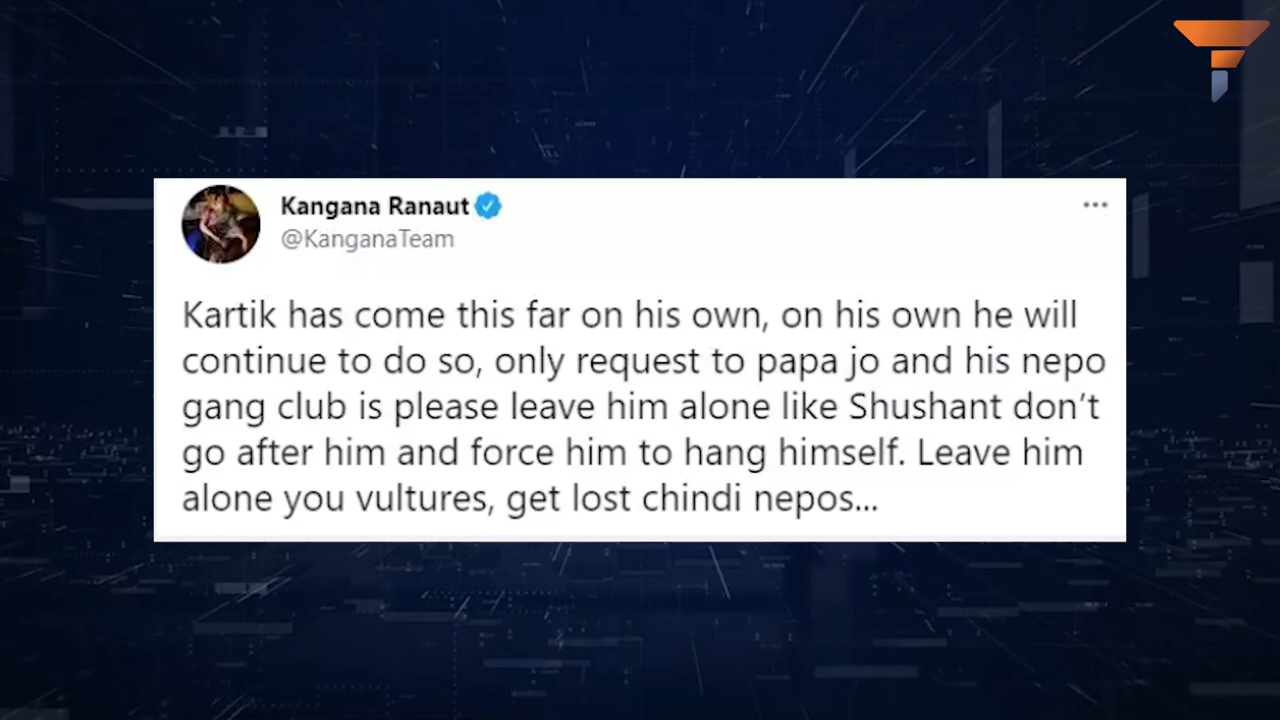 Kangana Ranaut
@KanganaTeam
Kartik has come this far on his own, on his own he will
continue to do so, only request to papa jo and his nepo
gang club is please leave him alone like Shushant don't
go after him and force him to hang himself. Leave him
alone you vultures, get lost chindi nepos...